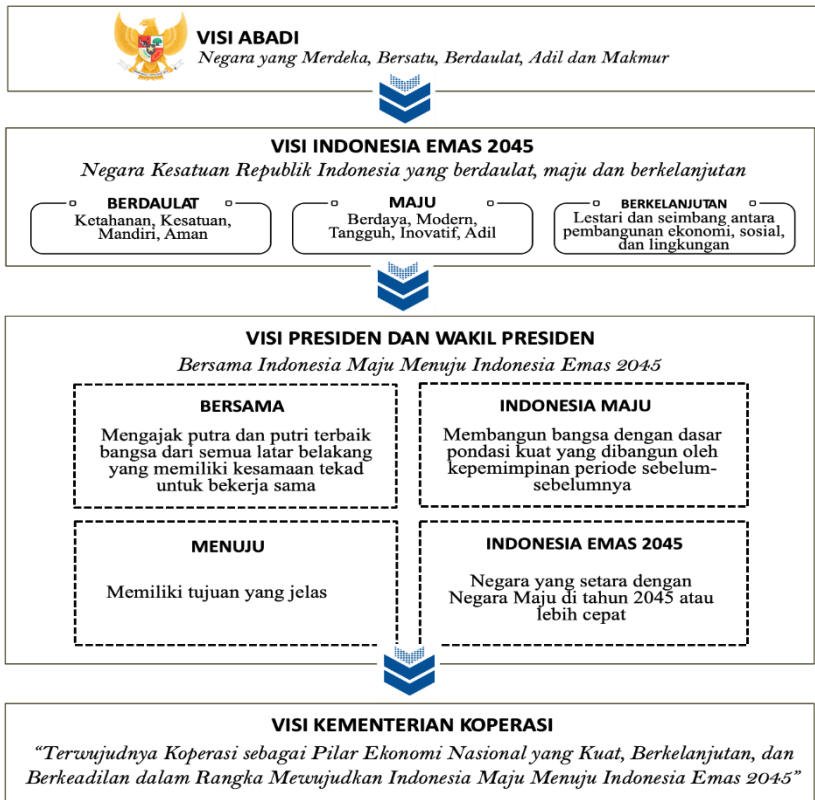 VISI ABADI
Negara yang Merdeka, Bersatu, Berdaulat, Adil dan Makmur
VISI INDONESIA EMAS 2045
Negara Kesatuan Republik Indonesia yang berdaulat, maju dan berkelanjutan
BERDAULAT
Ketahanan, Kesatuan,
Mandiri, Aman
MAJU
Berdaya, Modern,
Tangguh, Inovatif, Adil
BERKELANJUTAN
Lestari dan seimbang antara
pembangunan ekonomi, sosial,
dan lingkungan
VISI PRESIDEN DAN WAKIL PRESIDEN
Bersama Indonesia Maju Menuju Indonesia Emas 2045
BERSAMA
Mengajak putra dan putri terbaik
bangsa dari semua latar belakang
yang memiliki kesamaan tekad
untuk bekerja sama
INDONESIA MAJU
Membangun bangsa dengan dasar
pondasi kuat yang dibangun oleh
kepemimpinan periode sebelum-
sebelumnya
MENUJU
Memiliki tujuan yang jelas
INDONESIA EMAS 2045
Negara yang setara dengan
Negara Maju di tahun 2045 atau
lebih cepat
VISI KEMENTERIAN KOPERASI
“Terwujudnya Koperasi sebagai Pilar Ekonomi Nasional yang Kuat, Berkelanjutan, dan
Berkeadilan dalam Rangka Mewujudkan Indonesia Maju Menuju Indonesia Emas 2045”